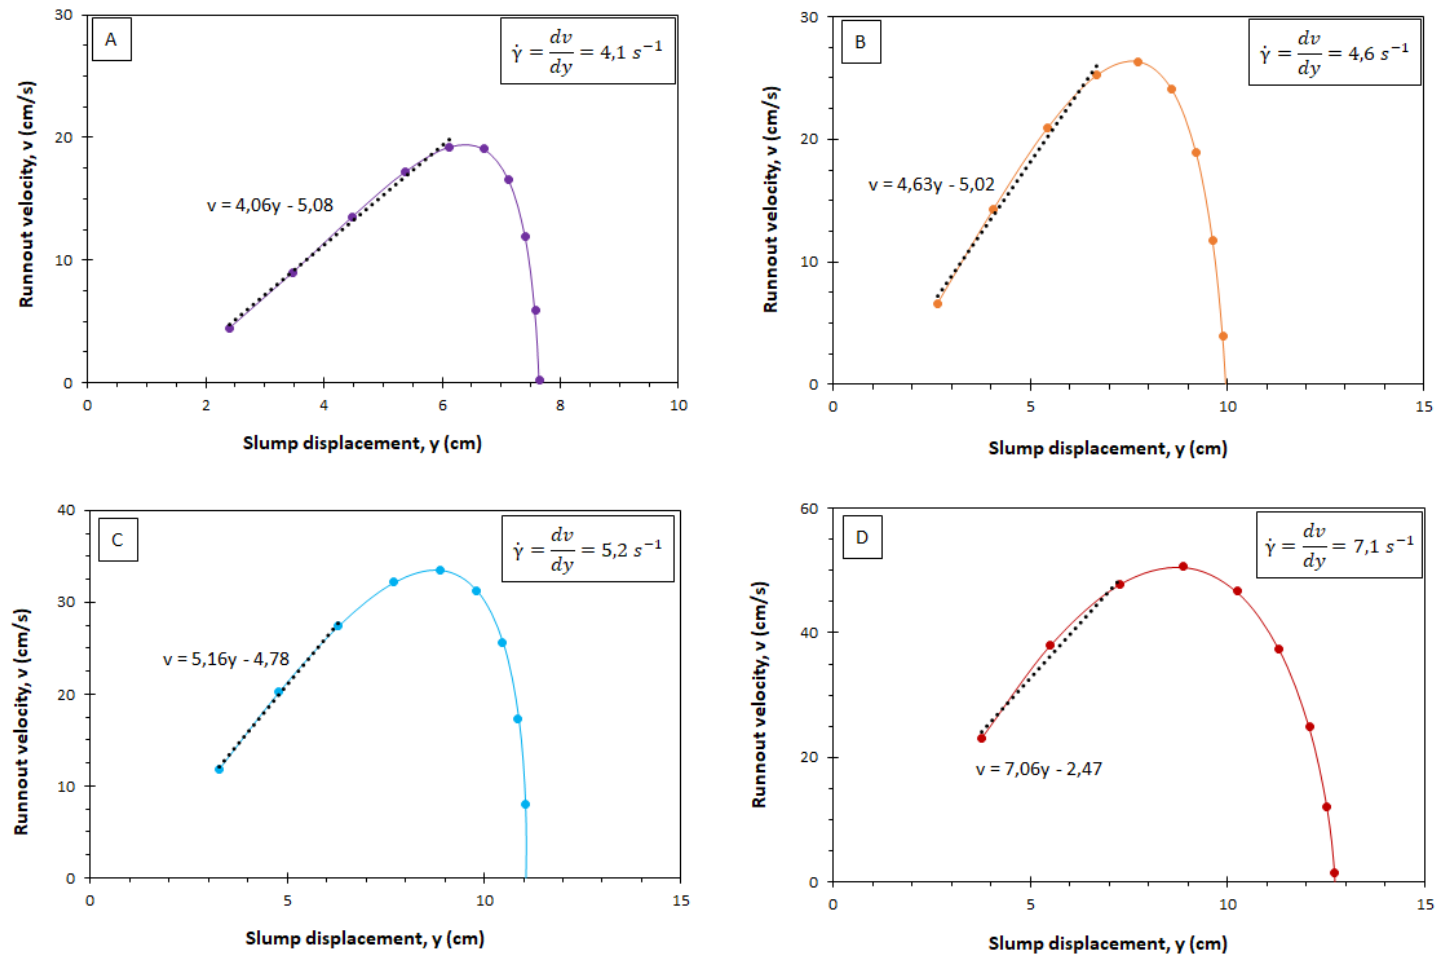 A
γ̇ = dv/dy = 4,1 s⁻¹
30
20
10
0
v = 4,06y - 5,08
Runnout velocity, v (cm/s)
0 2 4 6 8 10
Slump displacement, y (cm)
B
γ̇ = dv/dy = 4,6 s⁻¹
30
20
10
0
v = 4,63y - 5,02
Runnout velocity, v (cm/s)
0 5 10 15
Slump displacement, y (cm)
C
γ̇ = dv/dy = 5,2 s⁻¹
40
30
20
10
0
v = 5,16y - 4,78
Runnout velocity, v (cm/s)
0 5 10 15
Slump displacement, y (cm)
D
γ̇ = dv/dy = 7,1 s⁻¹
60
40
20
0
v = 7,06y - 2,47
Runnout velocity, v (cm/s)
0 5 10 15
Slump displacement, y (cm)